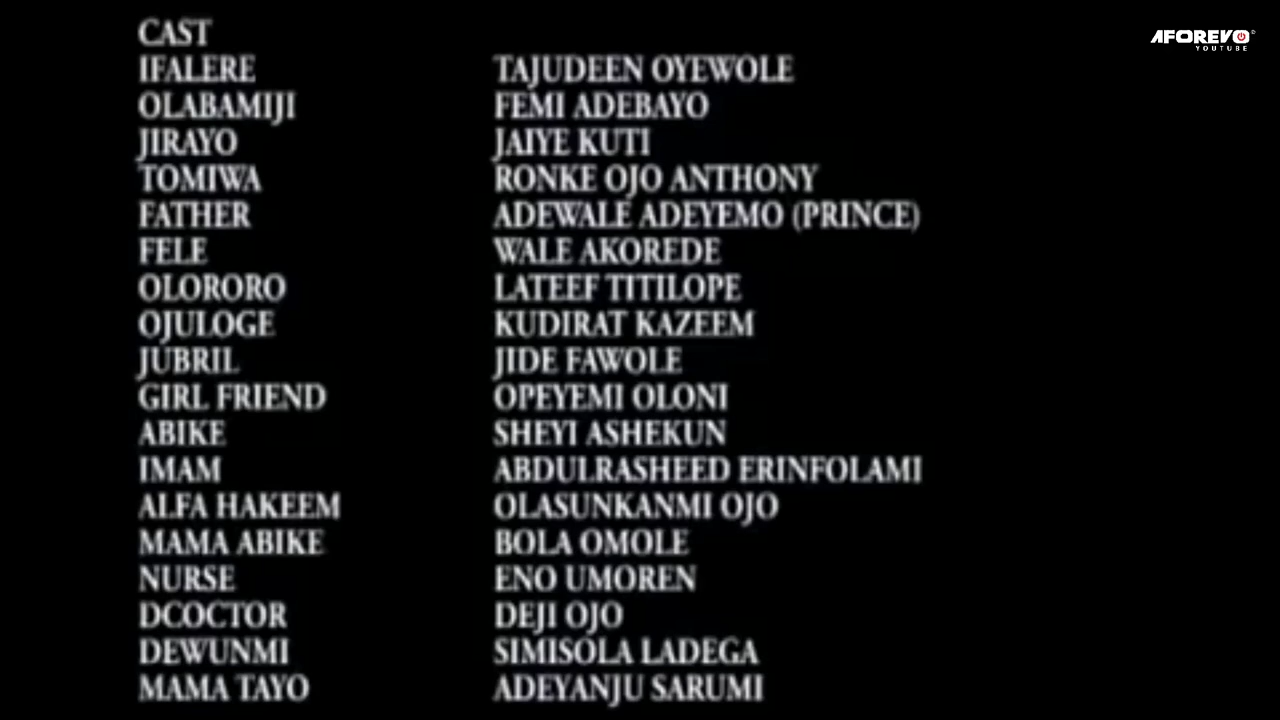 CAST
AFOREVO
YOUTUBE
IFALERE TAJUDEEN OYEWOLE
OLABAMIJI FEMI ADEBAYO
JIRAYO JAIYE KUTI
TOMIWA RONKE OJO ANTHONY
FATHER ADEWALE ADEYEMO (PRINCE)
FELE WALE AKOREDE
OLORORO LATEEF TITILOPE
OJULOGE KUDIRAT KAZEEM
JUBRIL JIDE FAWOLE
GIRL FRIEND OPEYEMI OLONI
ABIKE SHEYI ASHEKUN
IMAM ABDULRASHEED ERINFOLAMI
ALFA HAKEEM OLASUNKANMI OJO
MAMA ABIKE BOLA OMOLE
NURSE ENO UMOREN
DCOCTOR DEJI OJO
DEWUNMI SIMISOLA LADEGA
MAMA TAYO ADEYANJU SARUMI